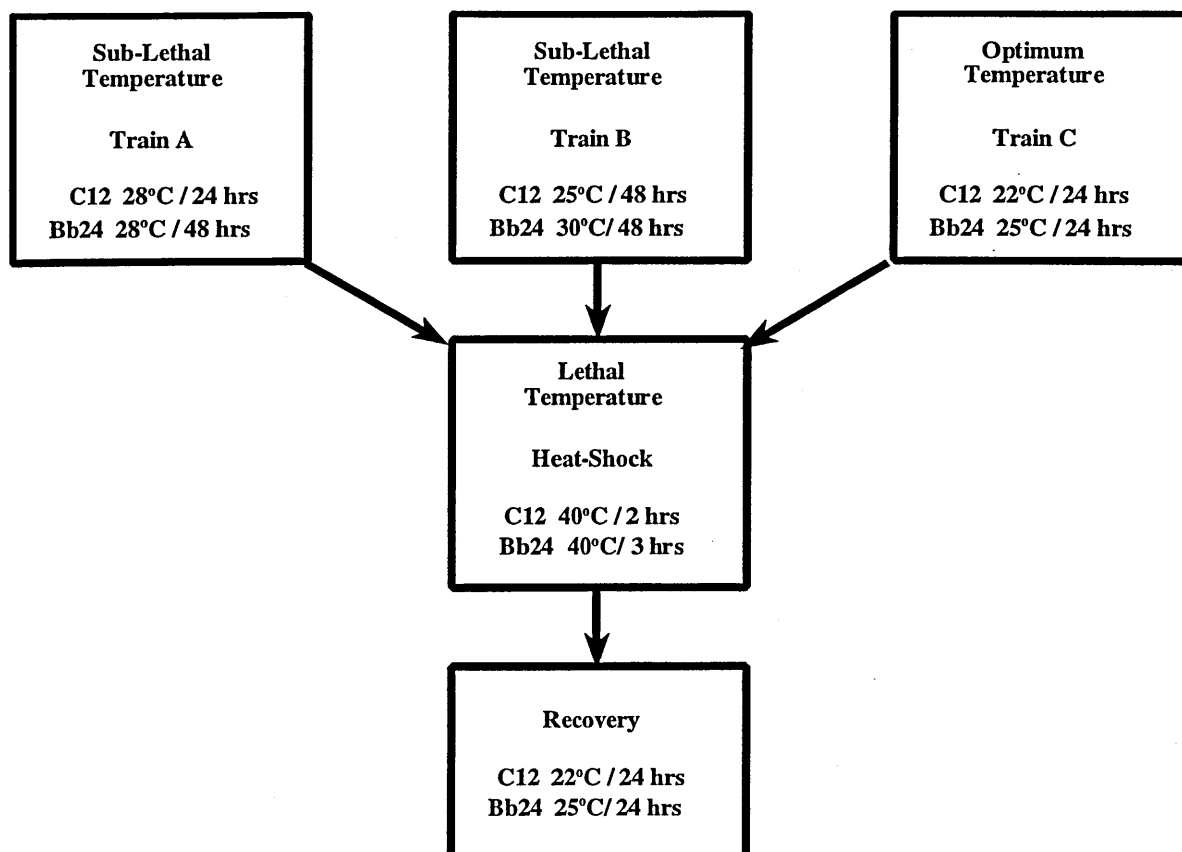 Sub-Lethal
Temperature
Train A
C12 28°C / 24 hrs
Bb24 28°C / 48 hrs
Sub-Lethal
Temperature
Train B
C12 25°C / 48 hrs
Bb24 30°C/ 48 hrs
Optimum
Temperature
Train C
C12 22°C / 24 hrs
Bb24 25°C / 24 hrs
Lethal
Temperature
Heat-Shock
C12 40°C / 2 hrs
Bb24 40°C/ 3 hrs
Recovery
C12 22°C / 24 hrs
Bb24 25°C/ 24 hrs